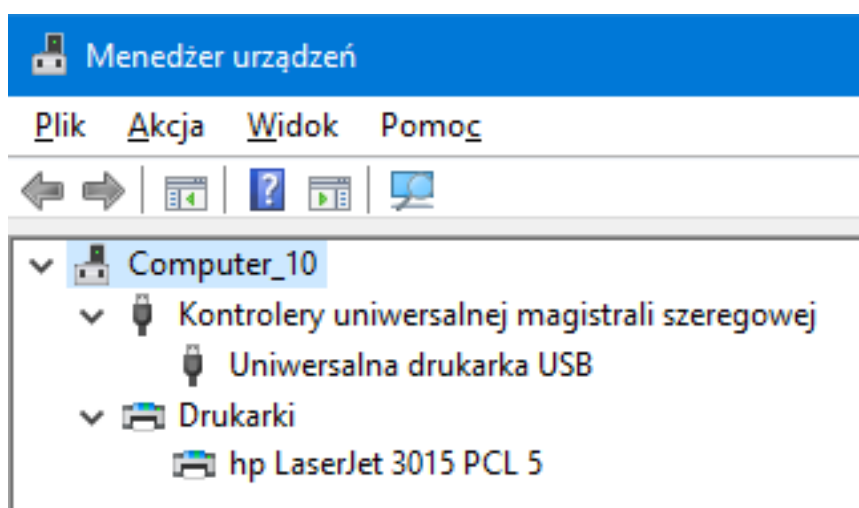 Menedżer urządzeń
Plik Akcja Widok Pomoc
?
Computer_10
Kontrolery uniwersalnej magistrali szeregowej
Uniwersalna drukarka USB
Drukarki
hp LaserJet 3015 PCL 5